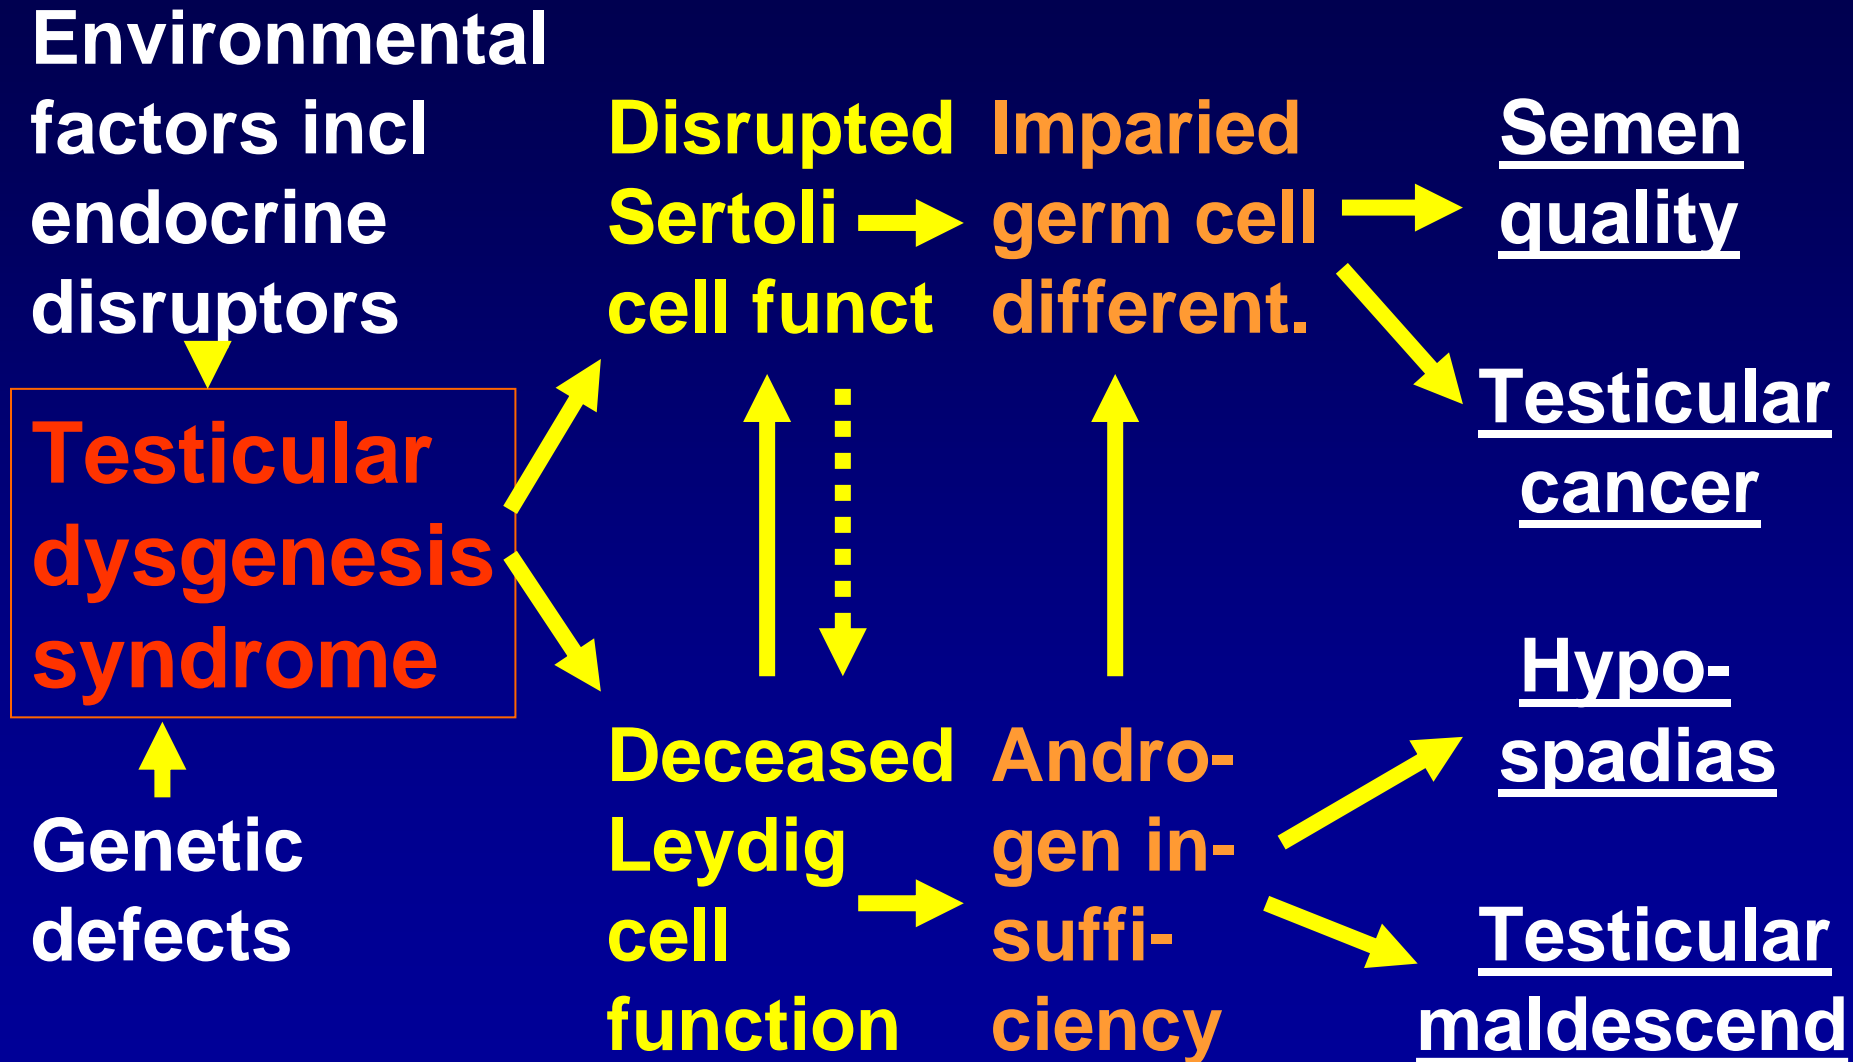 Environmental
factors incl
endocrine
disruptors
Testicular
dysgenesis
syndrome
Genetic
defects
Disrupted
Sertoli
cell funct
Deceased
Leydig
cell
function
Imparied
germ cell
different.
Andro-
gen in-
suffi-
ciency
Semen
quality
Testicular
cancer
Hypo-
spadias
Testicular
maldescend